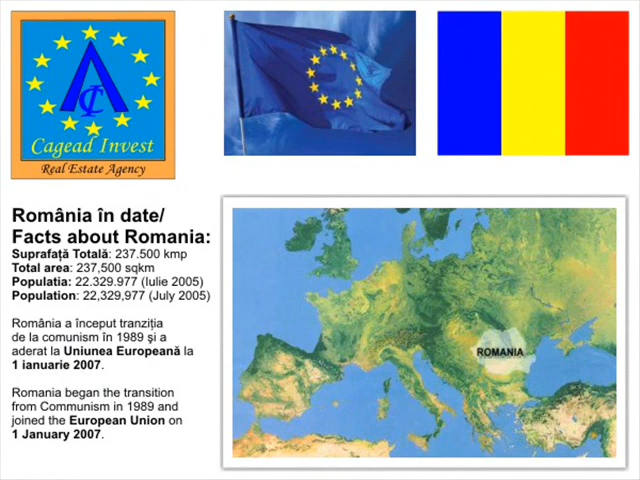 Cagead Invest
Real Estate Agency
România în date/
Facts about Romania:
Suprafaţă Totală: 237.500 kmp
Total area: 237,500 sqkm
Populatia: 22.329.977 (Iulie 2005)
Population: 22,329,977 (July 2005)
România a început tranziţia
de la comunism în 1989 şi a
aderat la Uniunea Europeană la
1 ianuarie 2007.
Romania began the transition
from Communism in 1989 and
joined the European Union on
1 January 2007.
ROMANIA